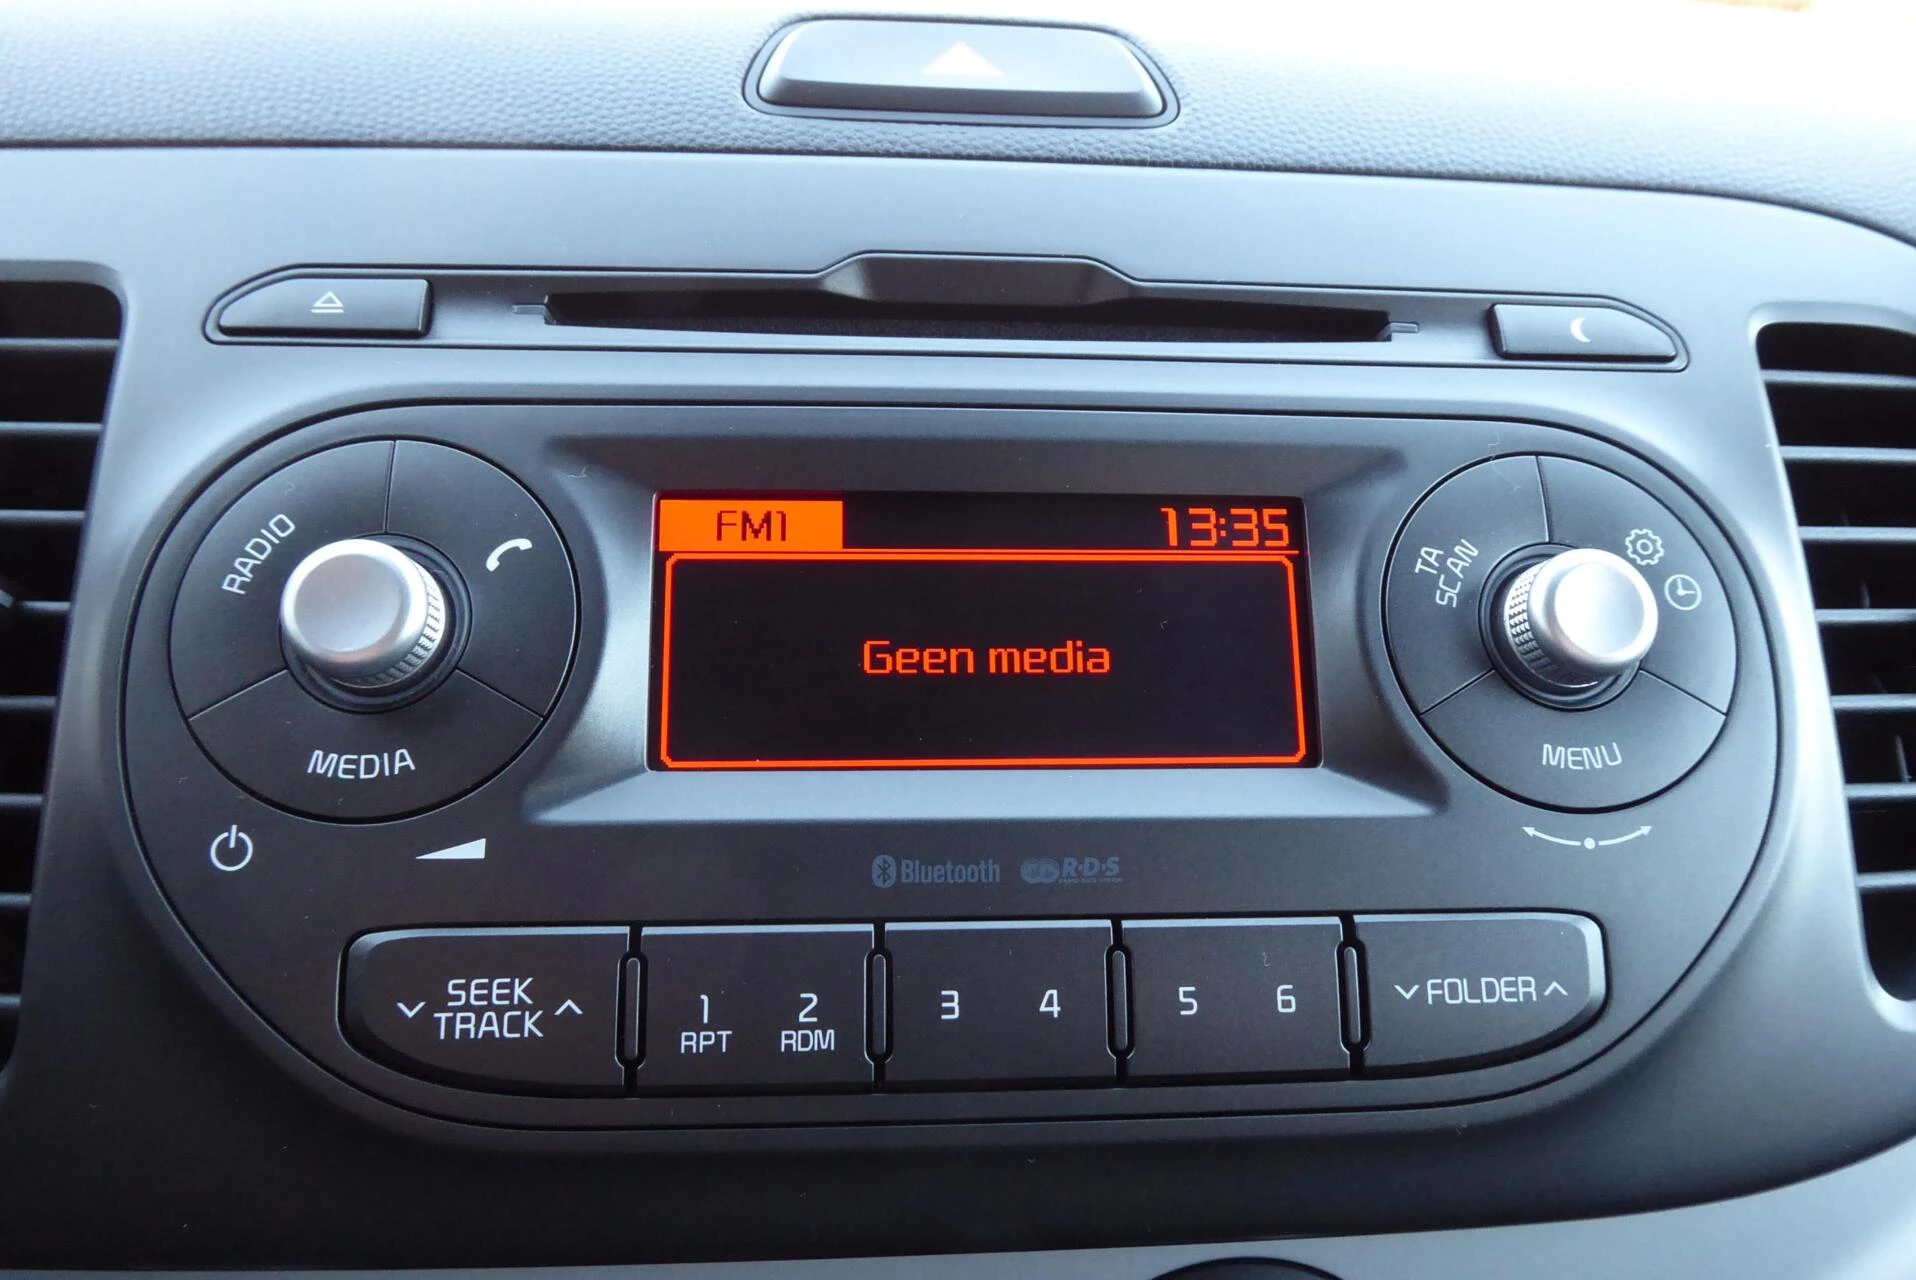 FM1 13:35
Geen media
RADIO
MEDIA
TA
SCAN
MENU
Bluetooth R·D·S
SEEK
TRACK
1 2 3 4 5 6
RPT RDM
FOLDER